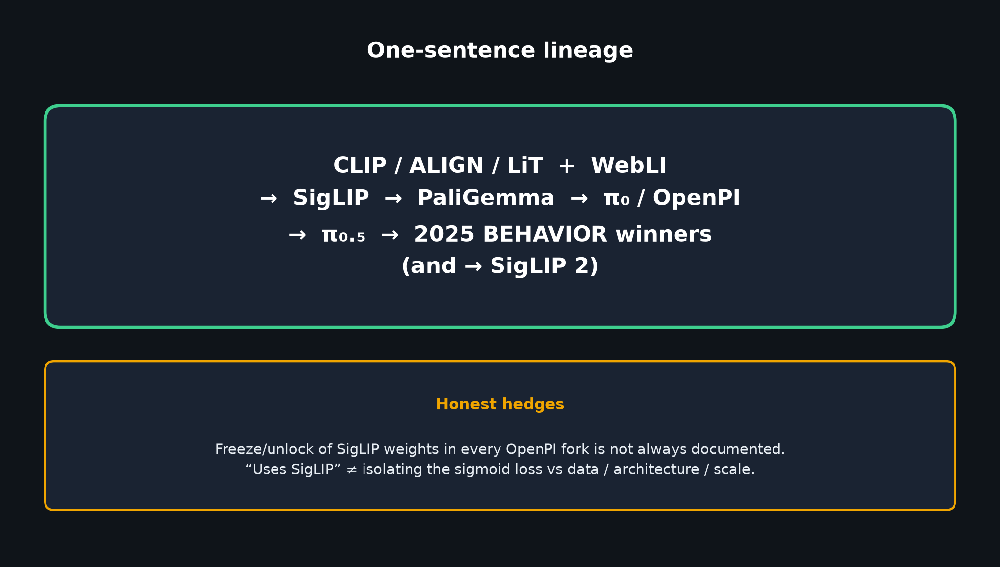 One-sentence lineage
CLIP / ALIGN / LiT + WebLI
→ SigLIP → PaliGemma → π₀ / OpenPI
→ π₀.₅ → 2025 BEHAVIOR winners
(and → SigLIP 2)
Honest hedges
Freeze/unlock of SigLIP weights in every OpenPI fork is not always documented.
“Uses SigLIP” ≠ isolating the sigmoid loss vs data / architecture / scale.